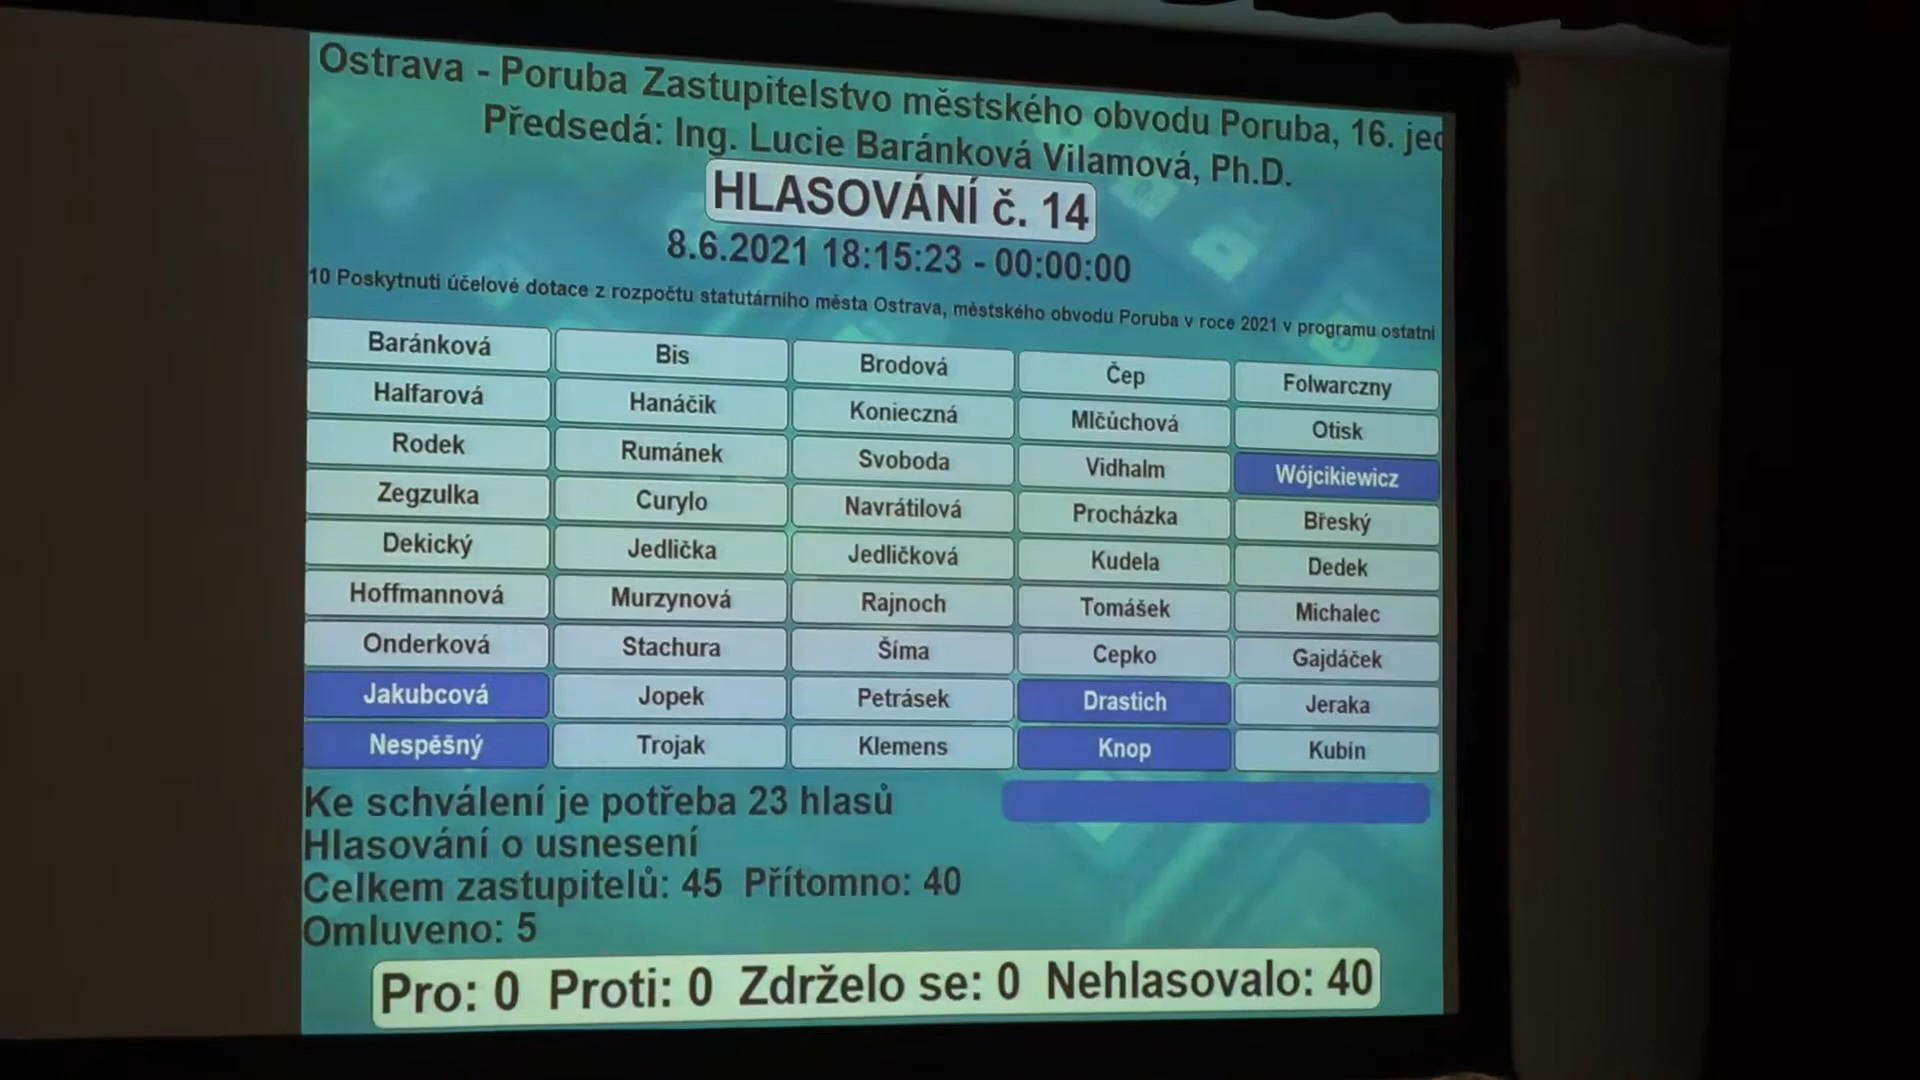 Ostrava - Poruba Zastupitelstvo městského obvodu Poruba, 16. jed
Předsedá: Ing. Lucie Baránková Vilamová, Ph.D.
HLASOVÁNÍ č. 14
8.6.2021 18:15:23 - 00:00:00
10 Poskytnutí účelové dotace z rozpočtu statutárního města Ostrava, městského obvodu Poruba v roce 2021 v programu ostatní
Baránková Bis Brodová Čep Folwarczny
Halfarová Hanáčik Konieczná Mlčúchová Otisk
Rodek Rumánek Svoboda Vidhalm Wójcikiewicz
Zegzulka Curylo Navrátilová Procházka Břeský
Dekický Jedlička Jedličková Kudela Dedek
Hoffmannová Murzynová Rajnoch Tomášek Michalec
Onderková Stachura Šíma Cepko Gajdáček
Jakubcová Jopek Petrásek Drastich Jeraka
Nespěšný Trojak Klemens Knop Kubín
Ke schválení je potřeba 23 hlasů
Hlasování o usnesení
Celkem zastupitelů: 45 Přítomno: 40
Omluveno: 5
Pro: 0 Proti: 0 Zdrželo se: 0 Nehlasovalo: 40